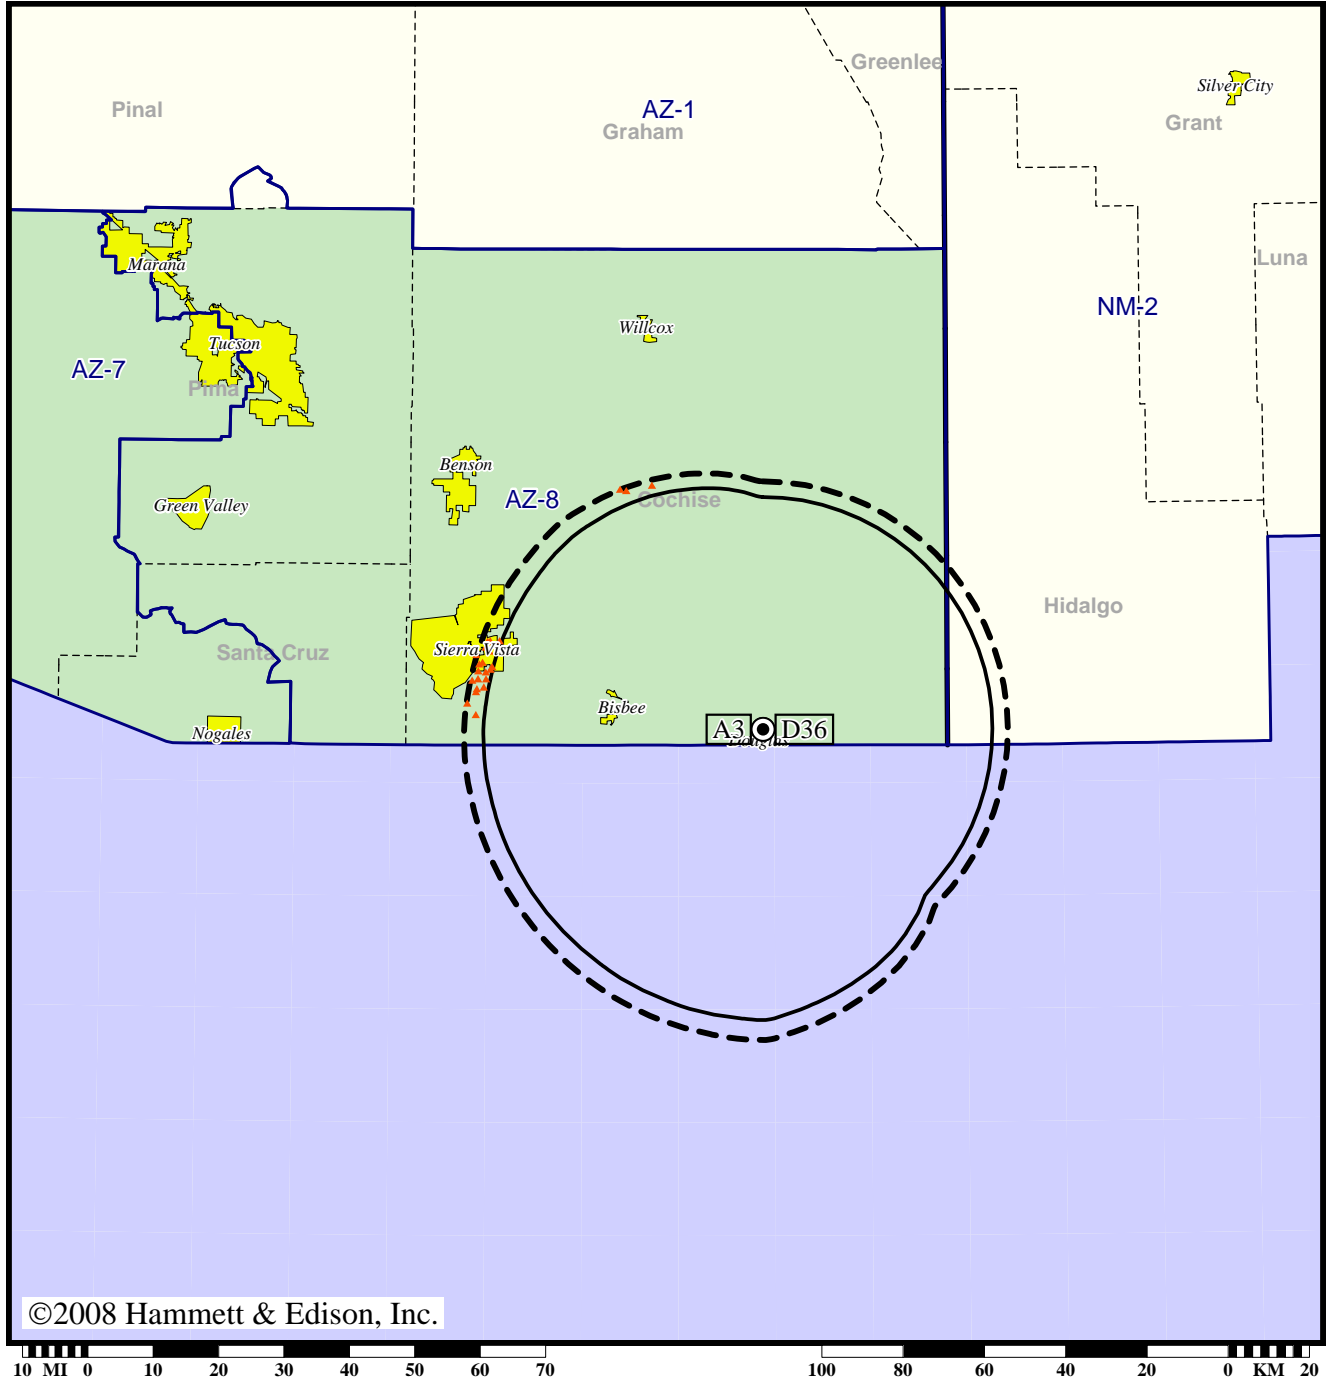 Greenlee
Silver City
Pinal
AZ-1
Graham
Grant
Luna
Marana
NM-2
Willcox
Tucson
AZ-7
Pima
Benson
AZ-8
Cochise
Green Valley
Hidalgo
Sierra Vista
Santa Cruz
Bisbee
Nogales
A3 D36
Douglas
©2008 Hammett & Edison, Inc.
10 MI 0 10 20 30 40 50 60 70 100 80 60 40 20 0 KM 20